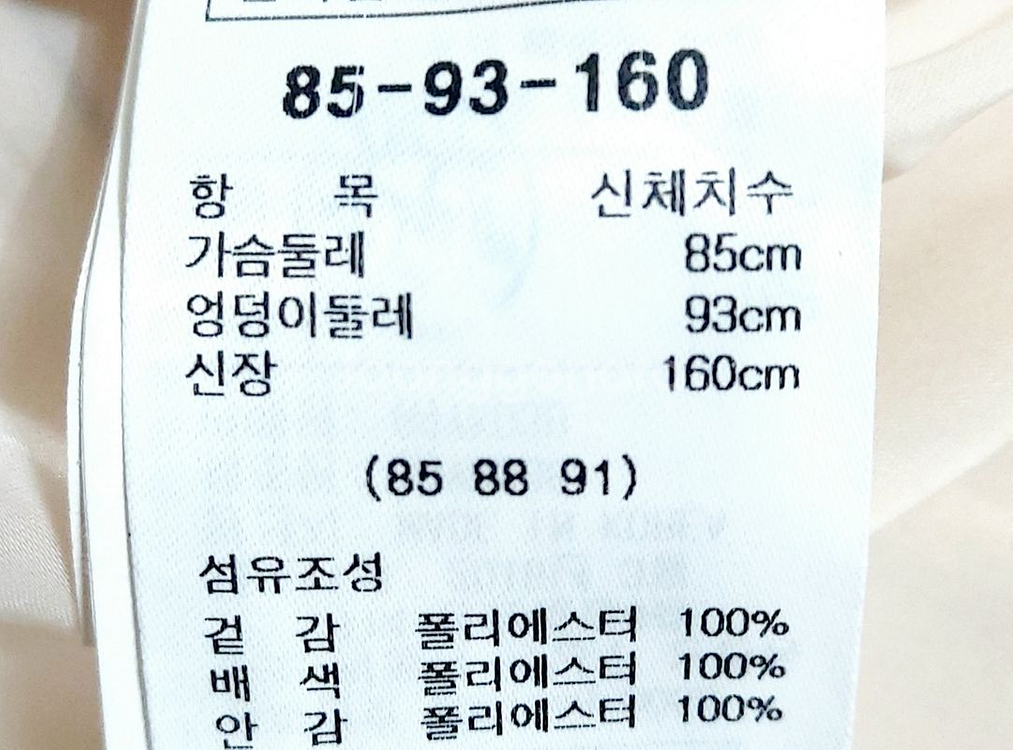 85-93-160
항 목 신체치수
가슴둘레 85cm
엉덩이둘레 93cm
신장 160cm
(85 88 91)
섬유조성
겉 감 폴리에스터 100%
배 색 폴리에스터 100%
안 감 폴리에스터 100%